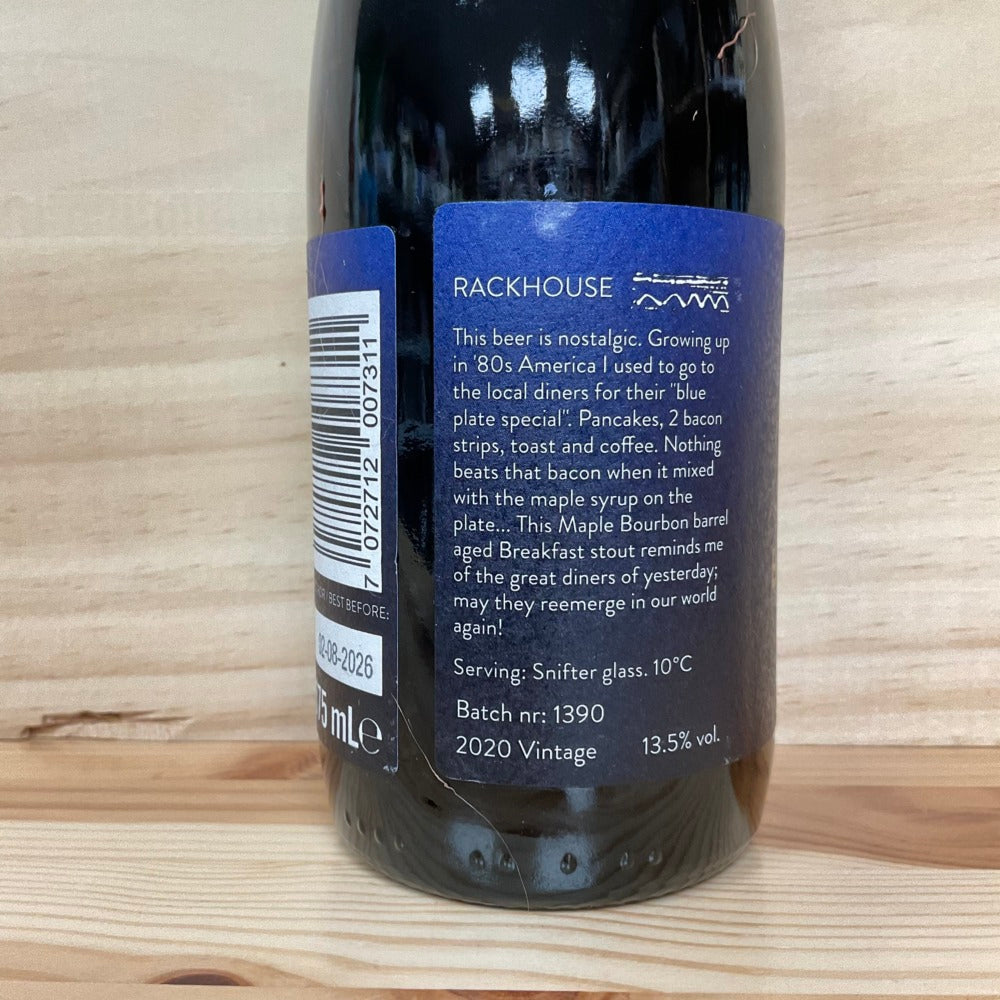 RACKHOUSE
This beer is nostalgic. Growing up
in '80s America I used to go to
the local diners for their "blue
plate special". Pancakes, 2 bacon
strips, toast and coffee. Nothing
beats that bacon when it mixed
with the maple syrup on the
plate... This Maple Bourbon barrel
aged Breakfast stout reminds me
of the great diners of yesterday;
may they reemerge in our world
again!
Serving: Snifter glass. 10°C
Batch nr: 1390
2020 Vintage 13.5% vol.
7 072712 007311
/ BEST BEFORE:
02-08-2026
mL e